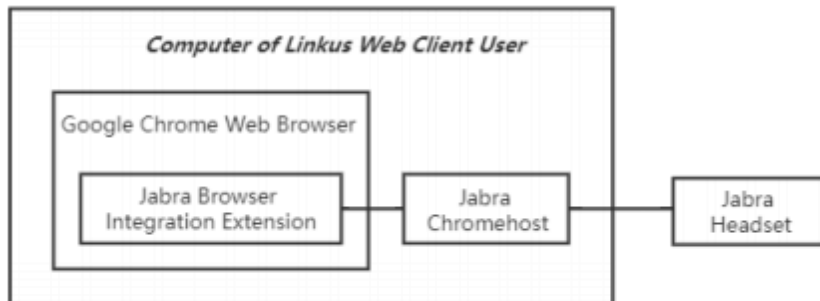 Computer of Linkus Web Client User
Google Chrome Web Browser
Jabra Browser
Integration Extension
Jabra
Chromehost
Jabra
Headset